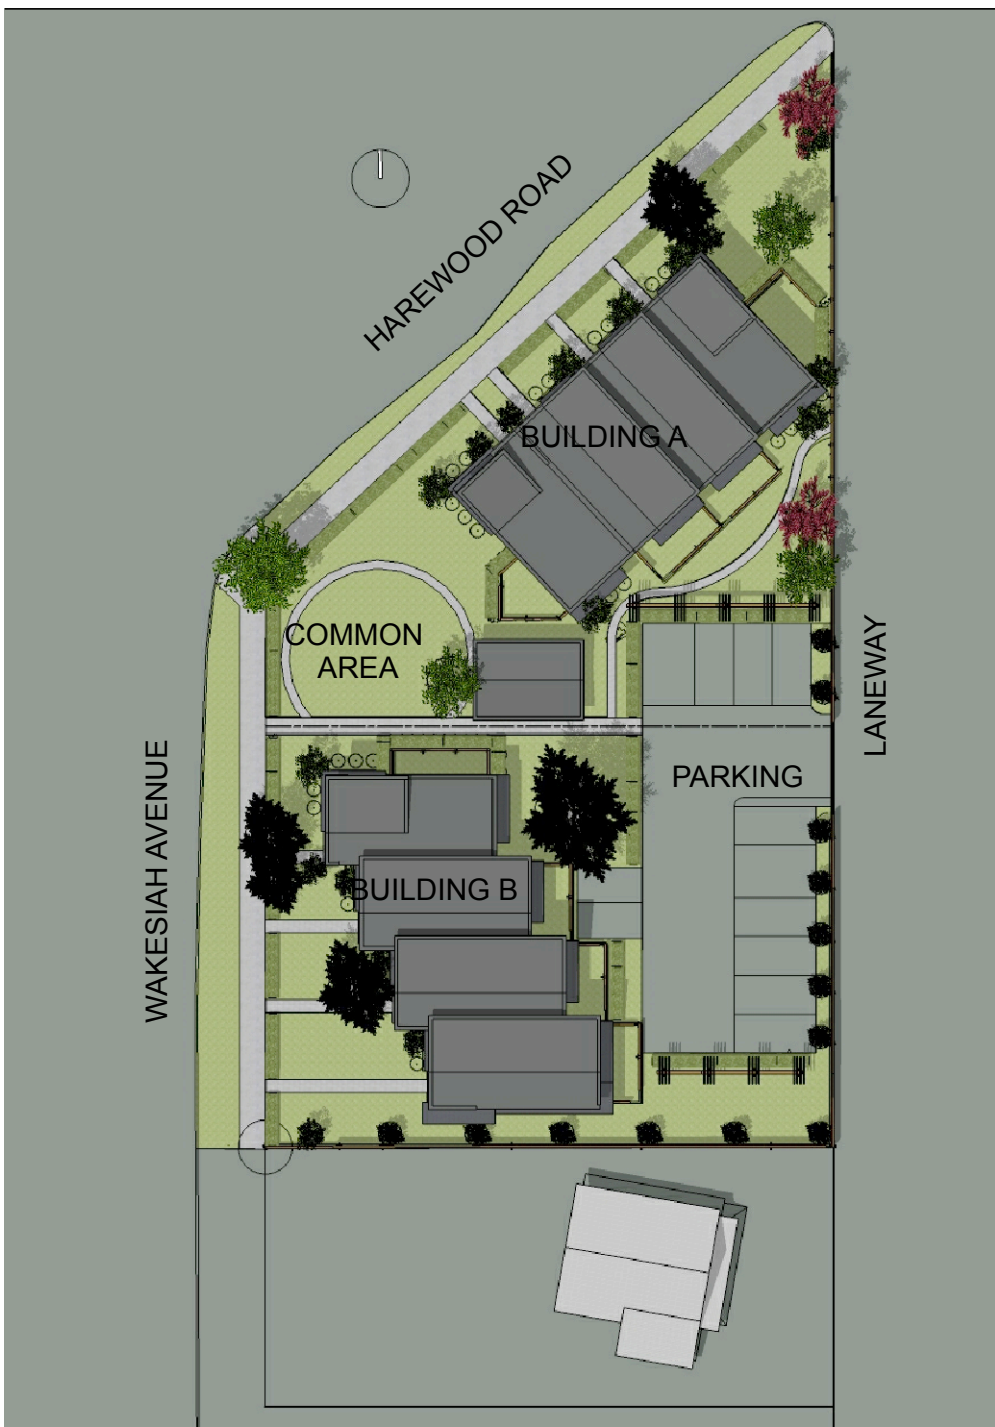 HAREWOOD ROAD
BUILDING A
COMMON
AREA
LANEWAY
PARKING
WAKESIAH AVENUE
BUILDING B